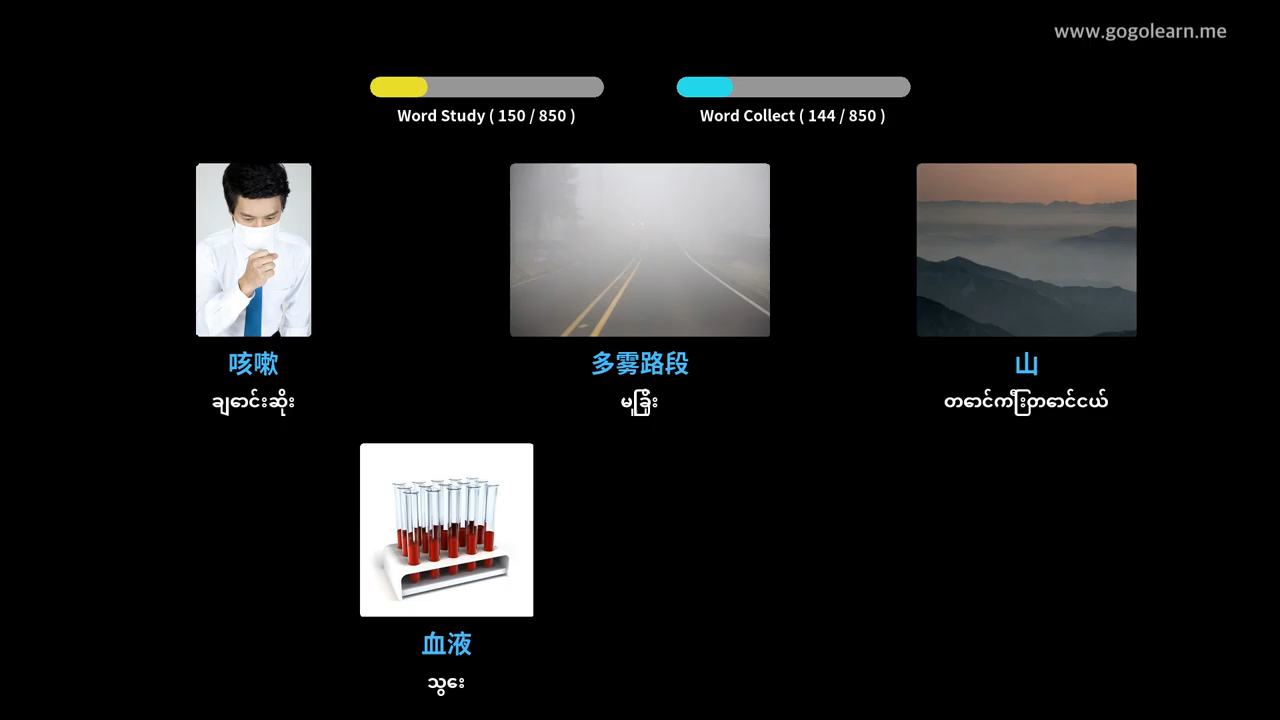 www.gogolearn.me
Word Study ( 150 / 850 )
Word Collect ( 144 / 850 )
咳嗽
多雾路段
山
ချောင်းဆိုး
မှုခြိုး
တောင်ကြီးတောင်ငယ်
血液
သွေး